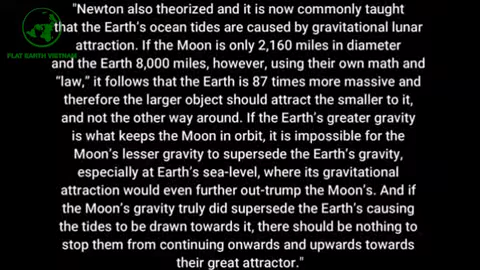 "Newton also theorized and it is now commonly taught
that the Earth's ocean tides are caused by gravitational lunar
attraction. If the Moon is only 2,160 miles in diameter
and the Earth 8,000 miles, however, using their own math and
“law,” it follows that the Earth is 87 times more massive and
therefore the larger object should attract the smaller to it,
and not the other way around. If the Earth's greater gravity
is what keeps the Moon in orbit, it is impossible for the
Moon's lesser gravity to supersede the Earth's gravity,
especially at Earth's sea-level, where its gravitational
attraction would even further out-trump the Moon's. And if
the Moon's gravity truly did supersede the Earth's causing
the tides to be drawn towards it, there should be nothing to
stop them from continuing onwards and upwards towards
their great attractor."
PLAT EARTH VIETNAM